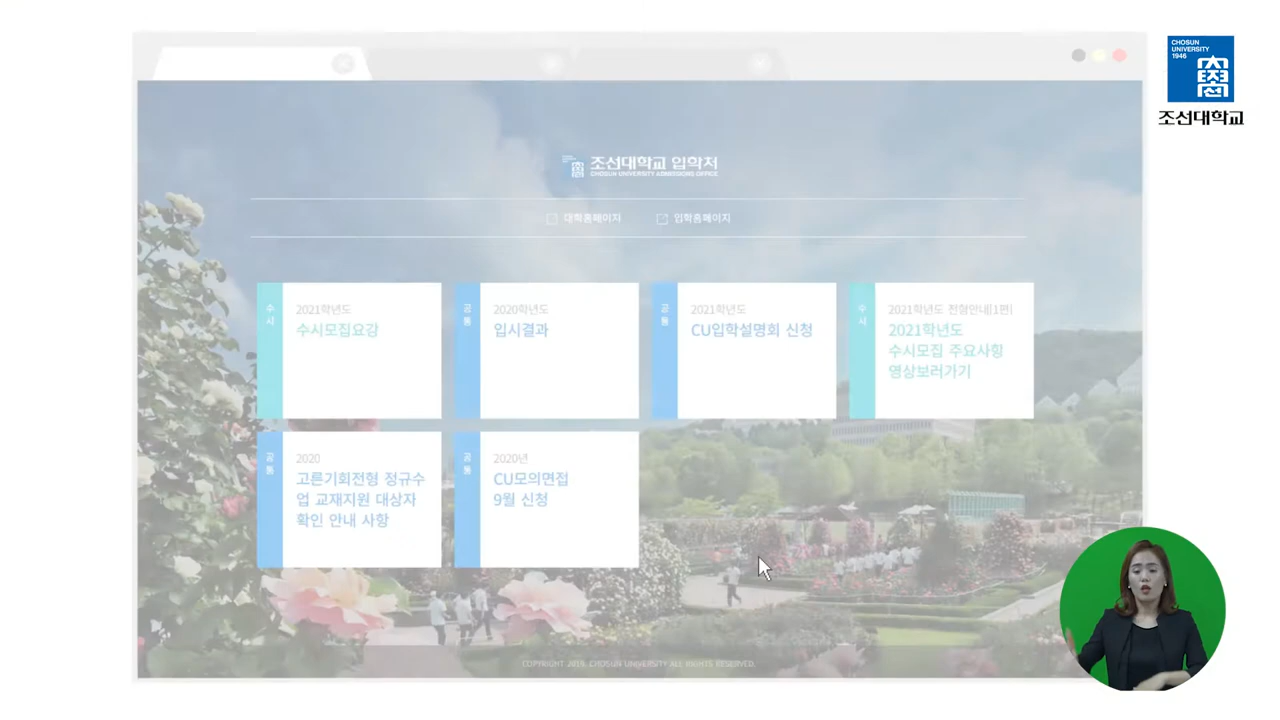 CHOSUN
UNIVERSITY
1946
조선대학교
조선대학교 입학처
CHOSUN UNIVERSITY ADMISSIONS OFFICE
대학홈페이지
입학홈페이지
수시
2021학년도
수시모집요강
공통
2020학년도
입시결과
공통
2021학년도
CU입학설명회 신청
수시
2021학년도 전형안내[1편]
2021학년도
수시모집 주요사항
영상보러가기
공통
2020
고른기회전형 정규수
업 교재지원 대상자
확인 안내 사항
공통
2020년
CU모의면접
9월 신청
COPYRIGHT 2019. CHOSUN UNIVERSITY ALL RIGHTS RESERVED.